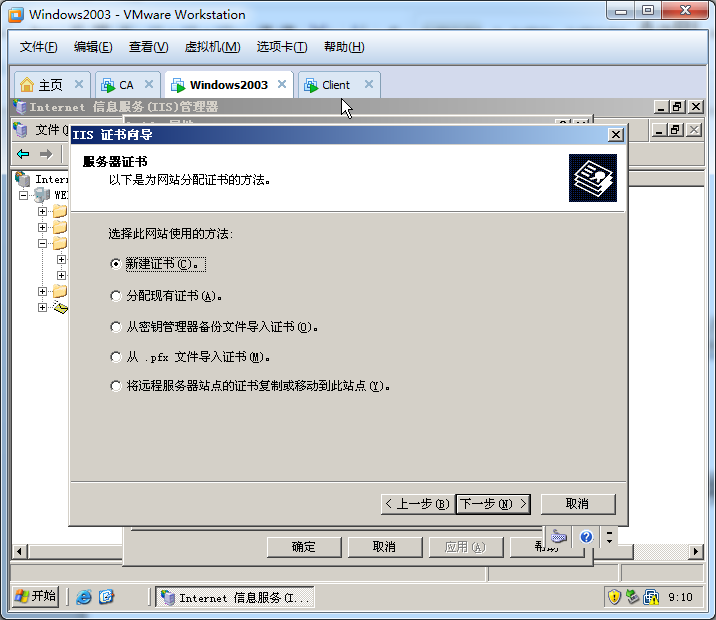 Windows2003 - VMware Workstation
文件(F) 编辑(E) 查看(V) 虚拟机(M) 选项卡(T) 帮助(H)
主页 CA Windows2003 Client
Internet 信息服务(IIS)管理器
文件
IIS 证书向导
服务器证书
以下是为网站分配证书的方法。
Intern
选择此网站使用的方法:
新建证书(C)。
分配现有证书(A)。
从密钥管理器备份文件导入证书(O)。
从 .pfx 文件导入证书(M)。
将远程服务器站点的证书复制或移动到此站点(Y)。
< 上一步(B) 下一步(N) > 取消
确定 取消 应用(A)
开始 Internet 信息服务(I... 9:10